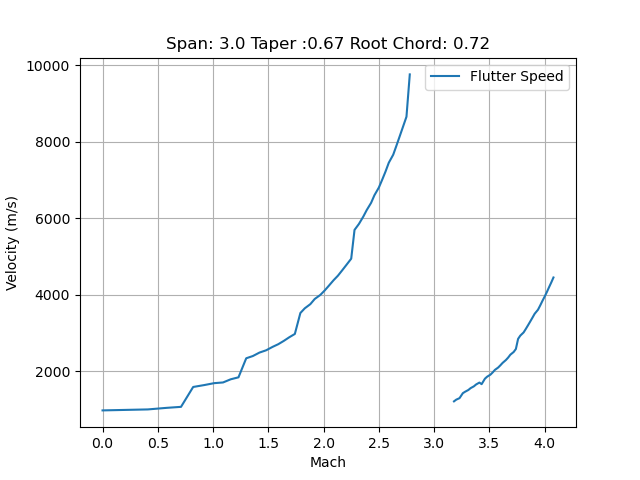 Span: 3.0 Taper :0.67 Root Chord: 0.72
Flutter Speed
Velocity (m/s)
10000
8000
6000
4000
2000
0.0 0.5 1.0 1.5 2.0 2.5 3.0 3.5 4.0
Mach